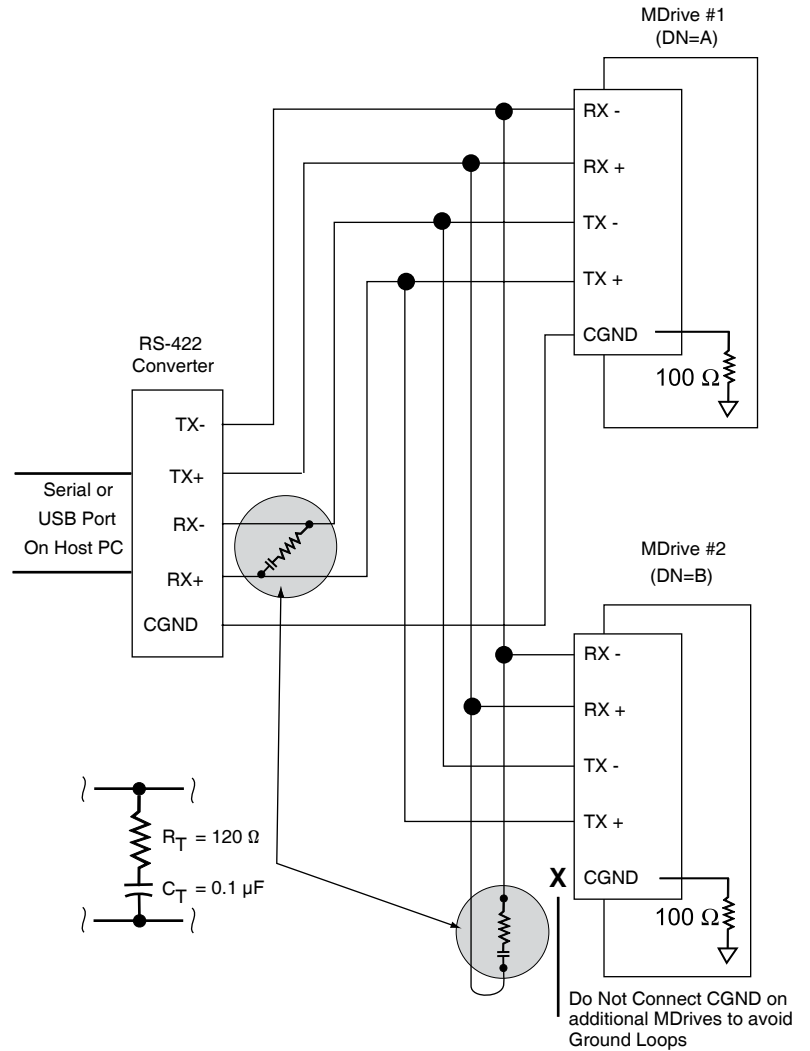 MDrive #1
(DN=A)
RX -
RX +
TX -
TX +
CGND
100 Ω
RS-422
Converter
TX-
TX+
RX-
RX+
CGND
Serial or
USB Port
On Host PC
MDrive #2
(DN=B)
RX -
RX +
TX -
TX +
CGND
X
100 Ω
RT = 120 Ω
CT = 0.1 µF
Do Not Connect CGND on
additional MDrives to avoid
Ground Loops